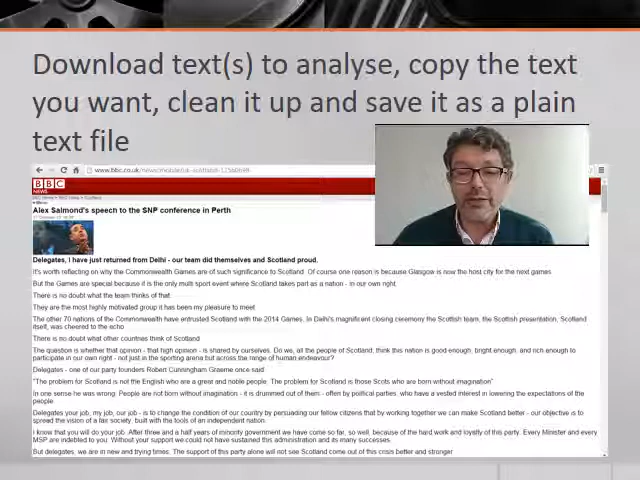 Download text(s) to analyse, copy the text
you want, clean it up and save it as a plain
text file
BBC
NEWS
Alex Salmond's speech to the SNP conference in Perth
Delegates, I have just returned from Delhi - our team did themselves and Scotland proud.
It's worth reflecting on why the Commonwealth Games are of such significance to Scotland. Of course one reason is because Glasgow is now the host city for the next games
But the Games are special because it is the only multi sport event where Scotland takes part as a nation - in our own right.
There is no doubt what the team thinks of that.
They are the most highly motivated group it has been my pleasure to meet
The other 70 nations of the Commonwealth have entrusted Scotland with the 2014 Games. In Delhi's magnificent closing ceremony the Scottish team, the Scottish presentation, Scotland
itself, was cheered to the echo
There is no doubt what other countries think of Scotland
The question is whether that opinion - that high opinion - is shared by ourselves. Do we, all the people of Scotland, think this nation is good enough, bright enough, and rich enough to
participate in our own right - not just in the sporting arena but across the range of human endeavour?
Delegates - one of our party founders Robert Cunningham Graeme once said
"The problem for Scotland is not the English who are a great and noble people. The problem for Scotland is those Scots who are born without imagination"
In one sense he was wrong. People are not born without imagination - it is drummed out of them - often by political parties, who have a vested interest in lowering the expectations of the
people
Delegates your job, my job, our job - is to change the condition of our country by persuading our fellow citizens that by working together we can make Scotland better - our objective is to
spread the vision of a fair society, built with the tools of an independent nation.
I know that you will do your job. After three and a half years of minority government we have come so far, so well, because of the hard work and loyalty of this party. Every Minister and every
MSP are indebted to you. Without your support we could not have sustained this administration and its many successes.
But delegates, we are in new and trying times. The support of this party alone will not see Scotland come out of this crisis better and stronger